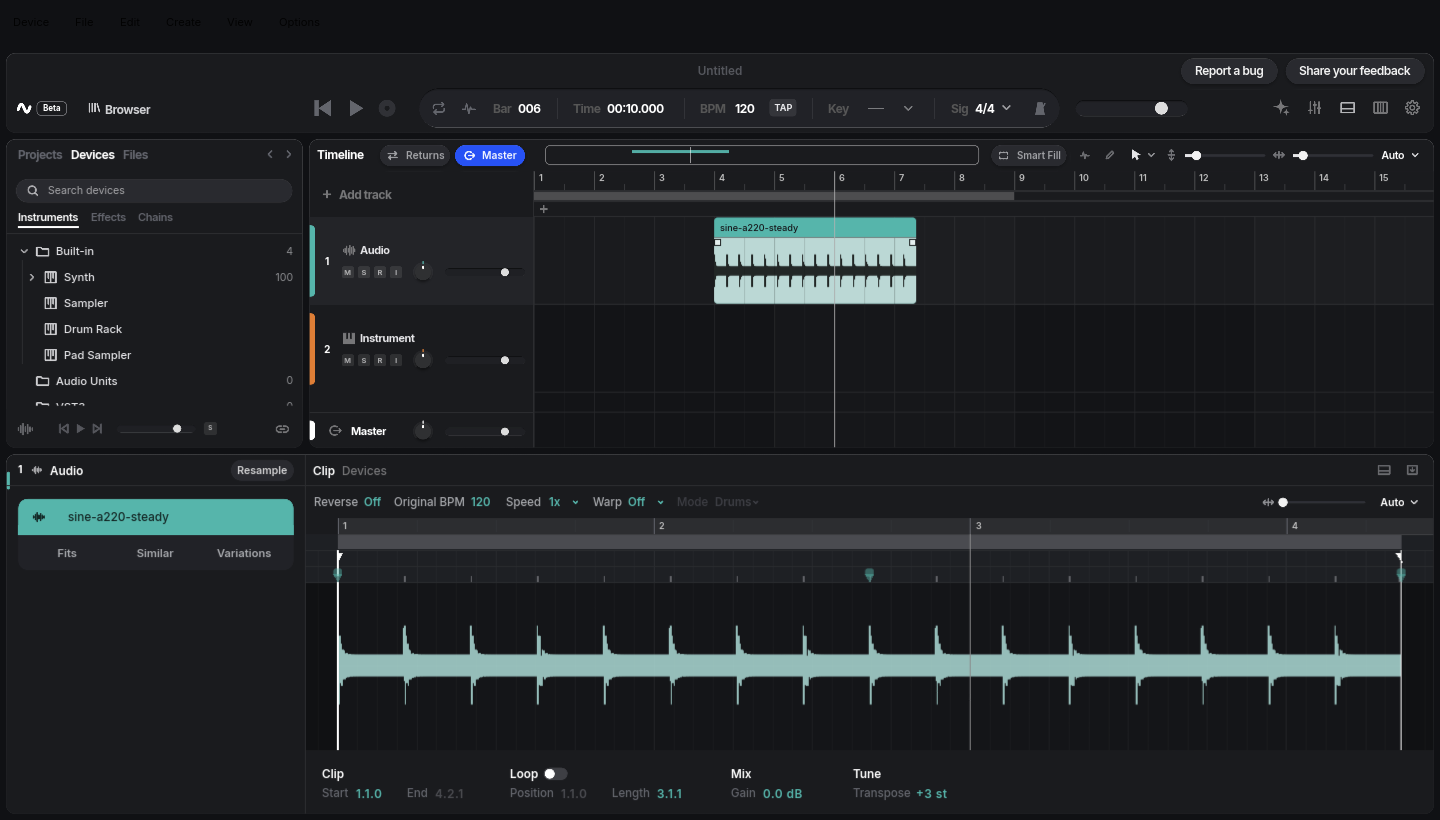 Device File Edit Create View Options
Untitled
Report a bug Share your feedback
Beta Browser
Bar 006 Time 00:10.000 BPM 120 TAP Key — Sig 4/4
Projects Devices Files
Timeline Returns Master Smart Fill Auto
Search devices
1 2 3 4 5 6 7 8 9 10 11 12 13 14 15
+ Add track
+
Instruments Effects Chains
Built-in 4
Synth 100
Sampler
Drum Rack
Pad Sampler
Audio Units 0
sine-a220-steady
1 Audio
M S R I
2 Instrument
M S R I
S
Master
1 Audio Resample
sine-a220-steady
Fits Similar Variations
Clip Devices
Reverse Off Original BPM 120 Speed 1x Warp Off Mode Drums Auto
1 2 3 4
Clip Loop Mix Tune
Start 1.1.0 End 4.2.1 Position 1.1.0 Length 3.1.1 Gain 0.0 dB Transpose +3 st